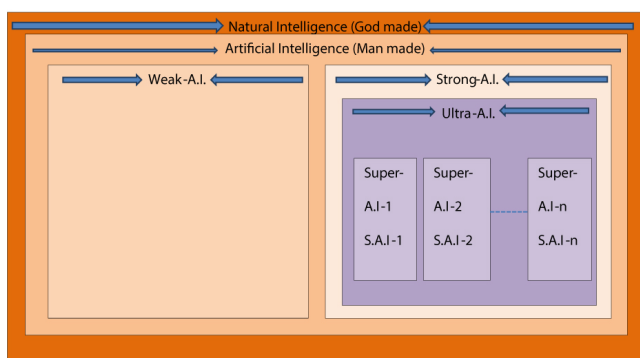 Natural Intelligence (God made)
Artificial Intelligence (Man made)
Weak-A.I.
Strong-A.I.
Ultra-A.I.
Super-
A.I-1
S.A.I-1
Super-
A.I-2
S.A.I-2
Super-
A.I-n
S.A.I-n